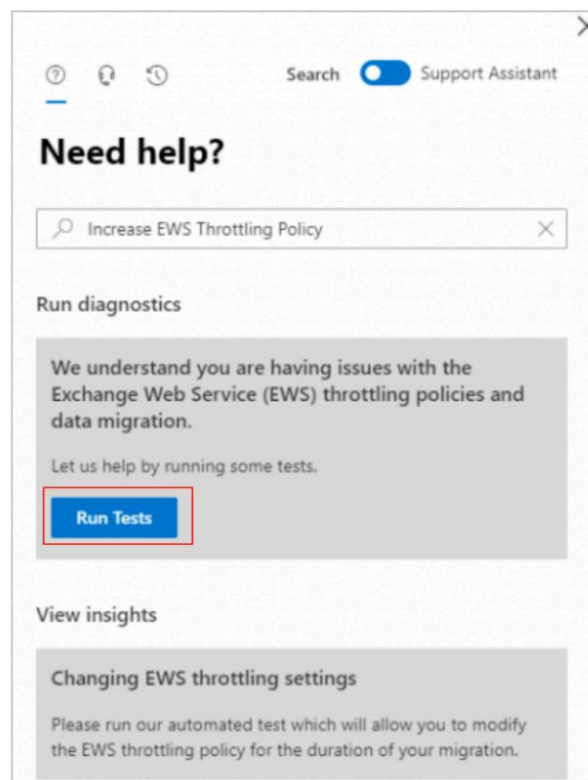 Search Support Assistant
Need help?
Increase EWS Throttling Policy
Run diagnostics
We understand you are having issues with the
Exchange Web Service (EWS) throttling policies and
data migration.
Let us help by running some tests.
Run Tests
View insights
Changing EWS throttling settings
Please run our automated test which will allow you to modify
the EWS throttling policy for the duration of your migration.